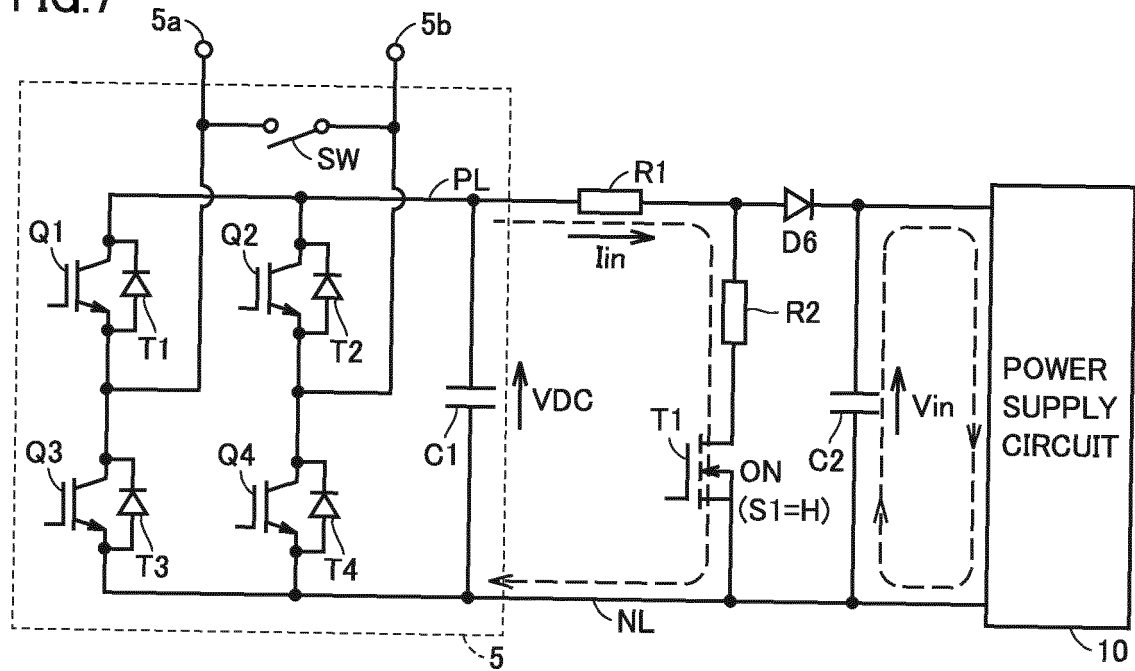 FIG.7
5a
5b
SW
PL
R1
Q1
Q2
Iin
D6
R2
T1
T2
VDC
C1
T1
ON
(S1=H)
Vin
C2
POWER
SUPPLY
CIRCUIT
Q3
Q4
T3
T4
NL
5
10